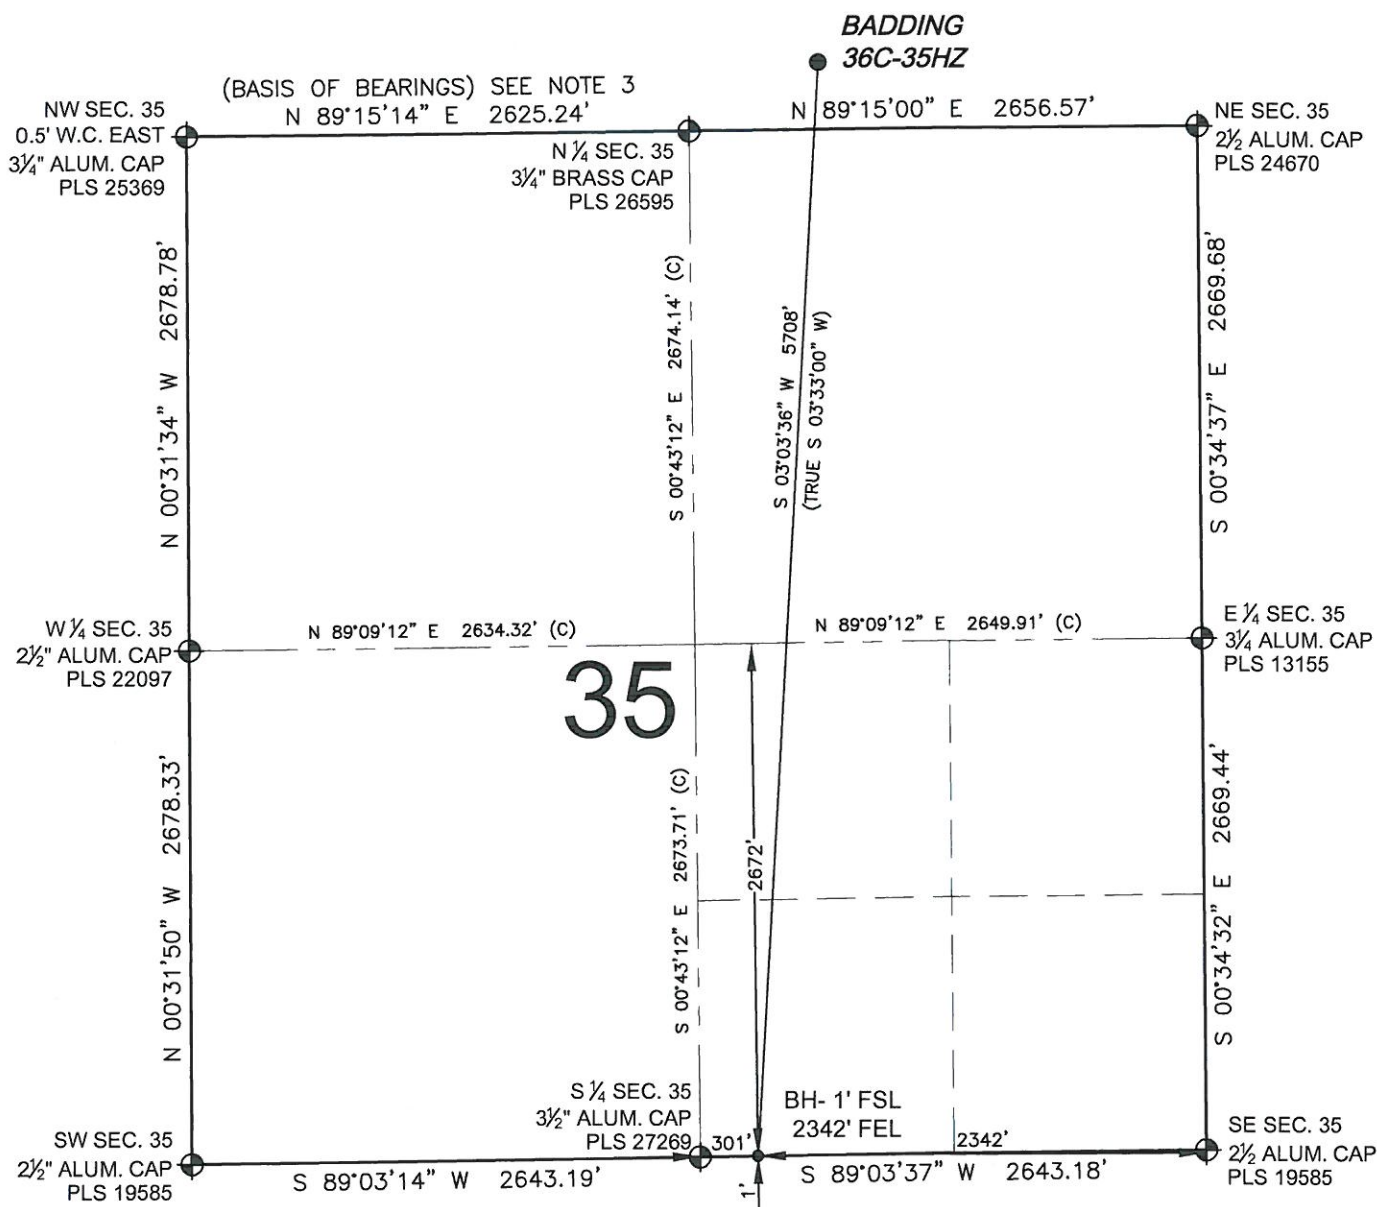 BADDING
36C-35HZ
(BASIS OF BEARINGS) SEE NOTE 3
N 89°15'14" E 2625.24'
N 89°15'00" E 2656.57'
NW SEC. 35
0.5' W.C. EAST
3¼" ALUM. CAP
PLS 25369
N ¼ SEC. 35
3¼" BRASS CAP
PLS 26595
NE SEC. 35
2½ ALUM. CAP
PLS 24670
N 00°31'34" W 2678.78'
S 00°43'12" E 2674.14' (C)
S 03°03'36" W 5708'
(TRUE S 03°33'00" W)
S 00°34'37" E 2669.68'
W ¼ SEC. 35
2½" ALUM. CAP
PLS 22097
N 89°09'12" E 2634.32' (C)
N 89°09'12" E 2649.91' (C)
E ¼ SEC. 35
3¼ ALUM. CAP
PLS 13155
35
N 00°31'50" W 2678.33'
S 00°43'12" E 2673.71' (C)
2672'
S 00°34'32" E 2669.44'
S ¼ SEC. 35
3½" ALUM. CAP
PLS 27269
301'
BH- 1' FSL
2342' FEL
2342'
SW SEC. 35
2½" ALUM. CAP
PLS 19585
S 89°03'14" W 2643.19'
1'
S 89°03'37" W 2643.18'
SE SEC. 35
2½ ALUM. CAP
PLS 19585